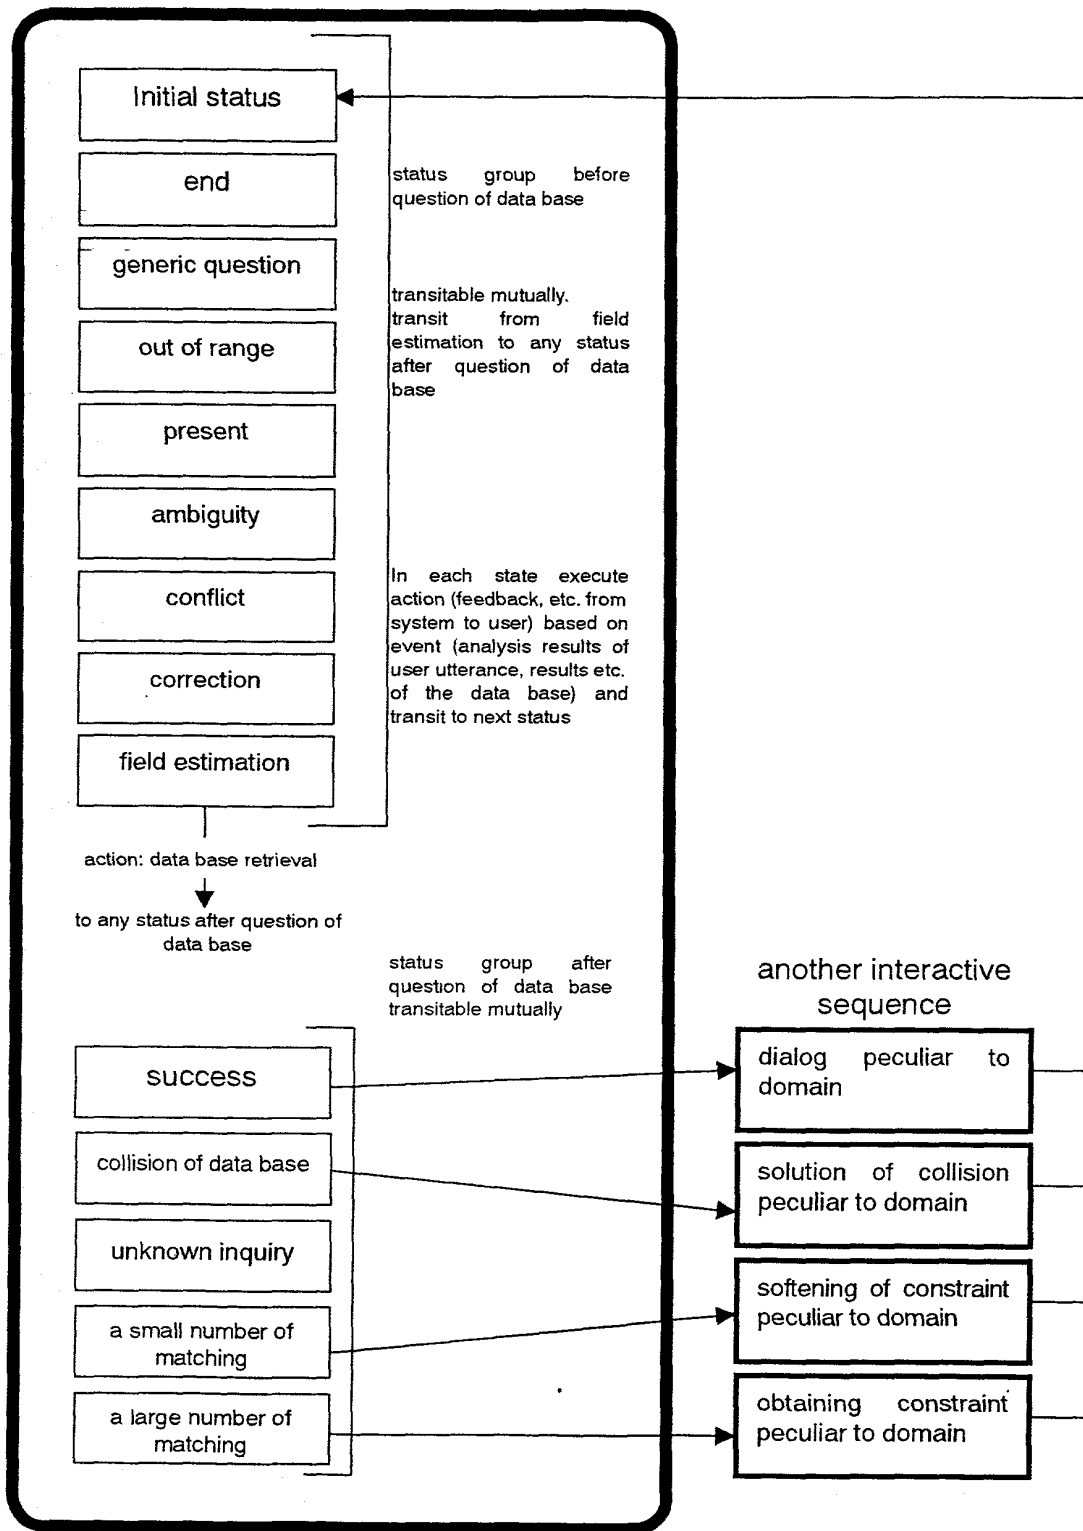 Initial status
end
status group before
question of data base
generic question
transitable mutually.
transit from field
estimation to any status
after question of data
base
out of range
present
ambiguity
conflict
In each state execute
action (feedback, etc. from
system to user) based on
event (analysis results of
user utterance, results etc.
of the data base) and
transit to next status
correction
field estimation
action: data base retrieval
to any status after question of
data base
status group after
question of data base
transitable mutually
another interactive
sequence
success
dialog peculiar to
domain
collision of data base
solution of collision
peculiar to domain
unknown inquiry
softening of constraint
peculiar to domain
a small number of
matching
a large number of
matching
obtaining constraint
peculiar to domain